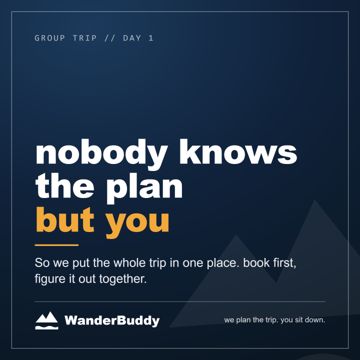 GROUP TRIP // DAY 1
nobody knows
the plan
but you
So we put the whole trip in one place. book first,
figure it out together.
WanderBuddy
we plan the trip. you sit down.